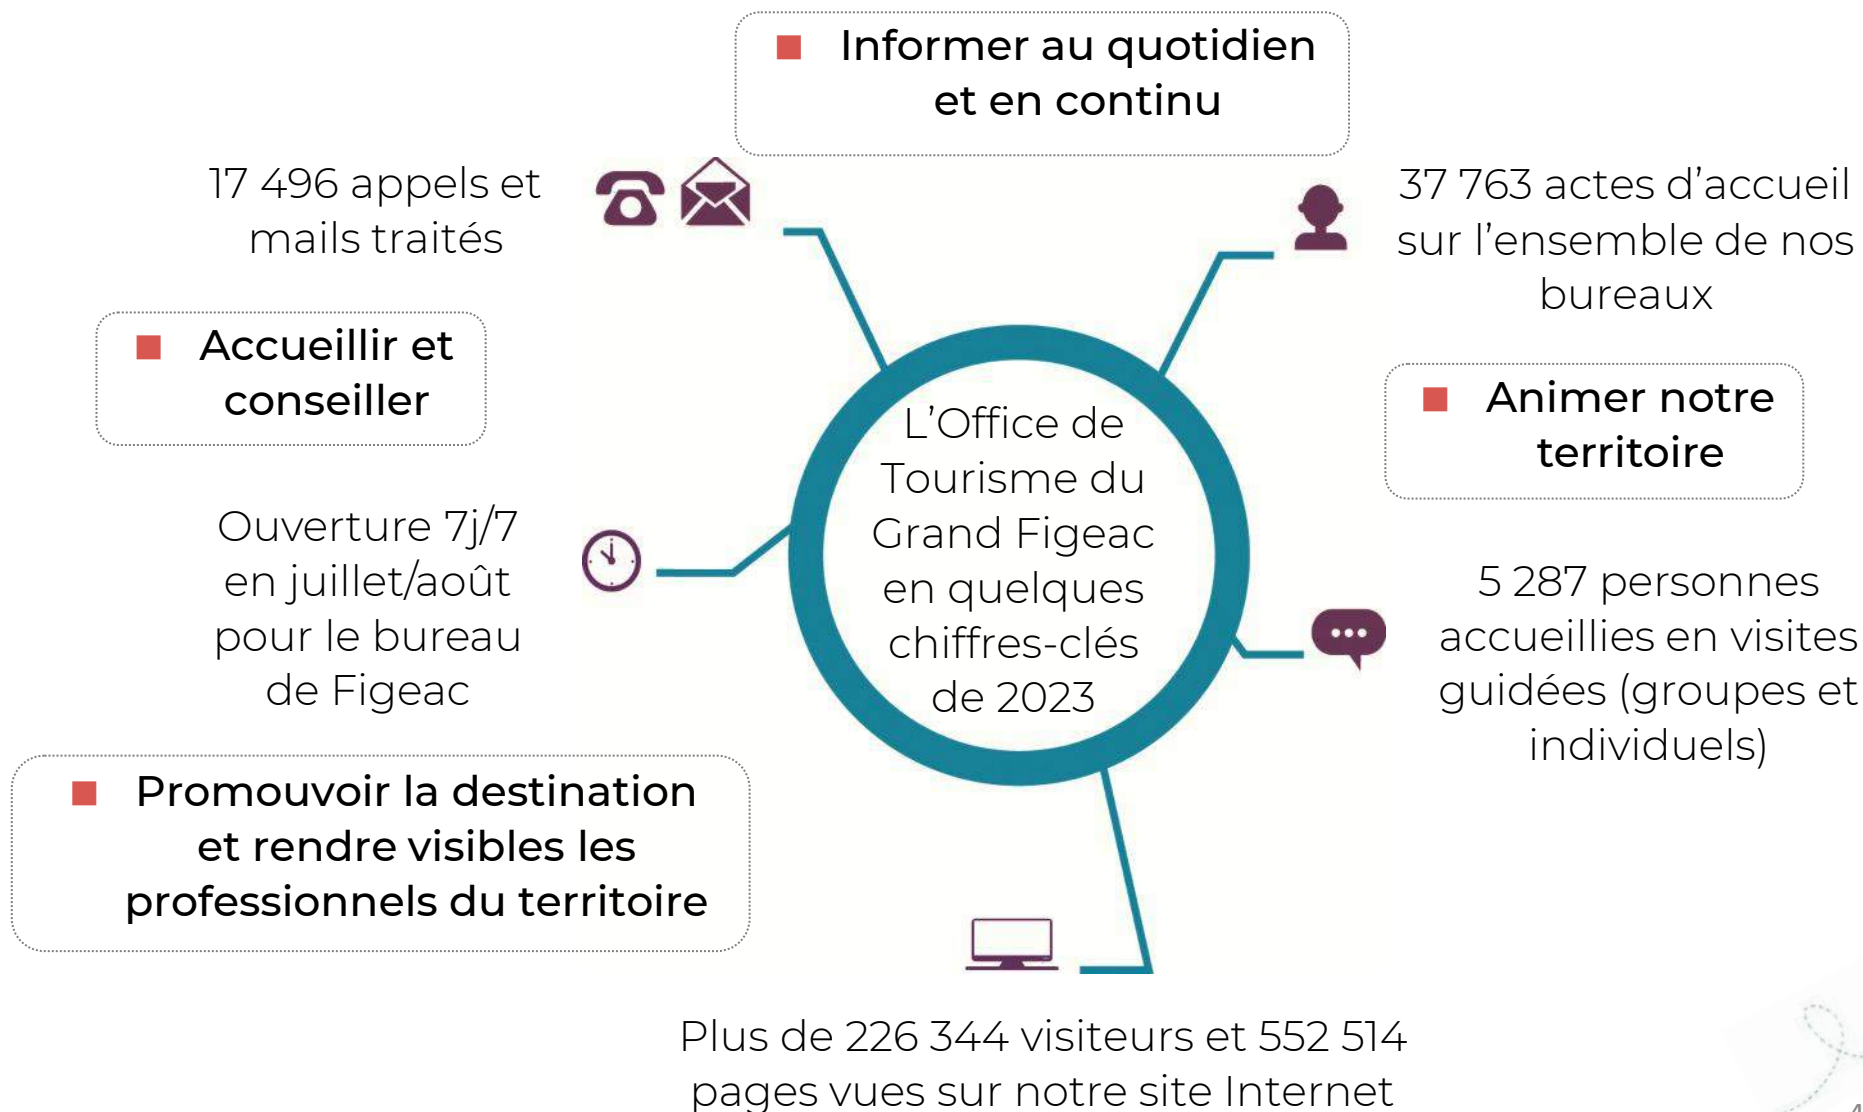 Informer au quotidien
et en continu
17 496 appels et
mails traités
37 763 actes d’accueil
sur l’ensemble de nos
bureaux
Accueillir et
conseiller
Animer notre
territoire
L’Office de
Tourisme du
Grand Figeac
en quelques
chiffres-clés
de 2023
Ouverture 7j/7
en juillet/août
pour le bureau
de Figeac
5 287 personnes
accueillies en visites
guidées (groupes et
individuels)
Promouvoir la destination
et rendre visibles les
professionnels du territoire
Plus de 226 344 visiteurs et 552 514
pages vues sur notre site Internet